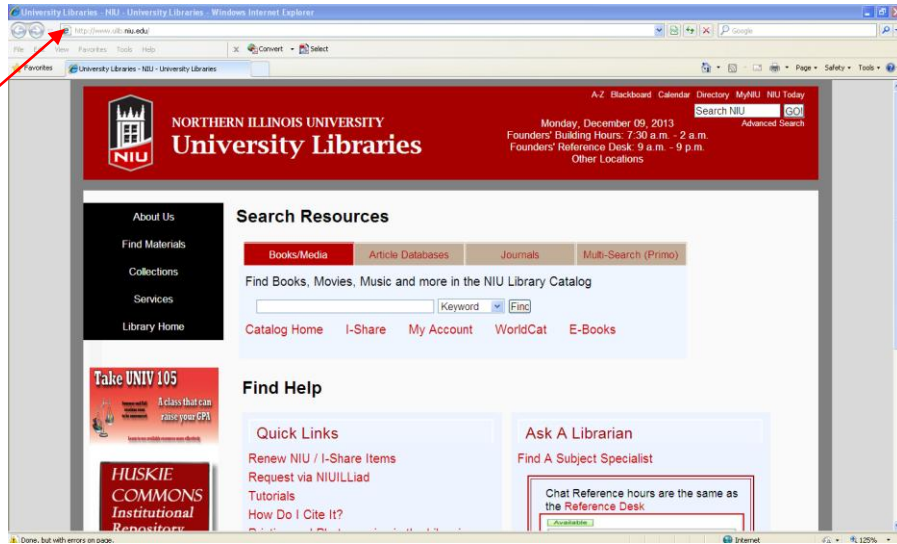 University Libraries - NIU - University Libraries - Windows Internet Explorer
http://www.ulib.niu.edu/
Google
File Edit View Favorites Tools Help
Convert Select
Favorites
University Libraries - NIU - University Libraries
Page Safety Tools
A-Z Blackboard Calendar Directory MyNIU NIU Today
Search NIU GO!
Advanced Search
NIU
NORTHERN ILLINOIS UNIVERSITY
University Libraries
Monday, December 09, 2013
Founders' Building Hours: 7:30 a.m. - 2 a.m.
Founders' Reference Desk: 9 a.m. - 9 p.m.
Other Locations
About Us
Find Materials
Collections
Services
Library Home
Search Resources
Books/Media Article Databases Journals Multi-Search (Primo)
Find Books, Movies, Music and more in the NIU Library Catalog
Keyword Finc
Catalog Home I-Share My Account WorldCat E-Books
Take UNIV 105
A class that can
raise your GPA
HUSKIE
COMMONS
Institutional
Repository
Find Help
Quick Links
Renew NIU / I-Share Items
Request via NIUILLiad
Tutorials
How Do I Cite It?
Ask A Librarian
Find A Subject Specialist
Chat Reference hours are the same as
the Reference Desk
Available
Done, but with errors on page.
Internet
125%